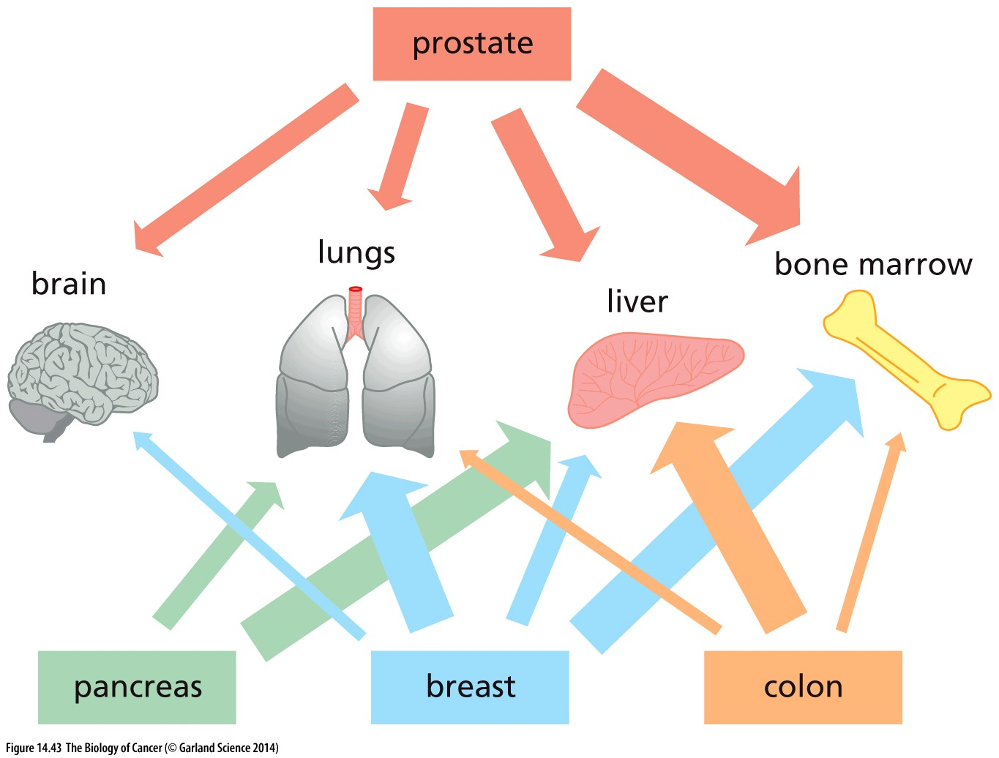 prostate
lungs
bone marrow
brain
liver
pancreas
breast
colon
Figure 14.43 The Biology of Cancer (© Garland Science 2014)